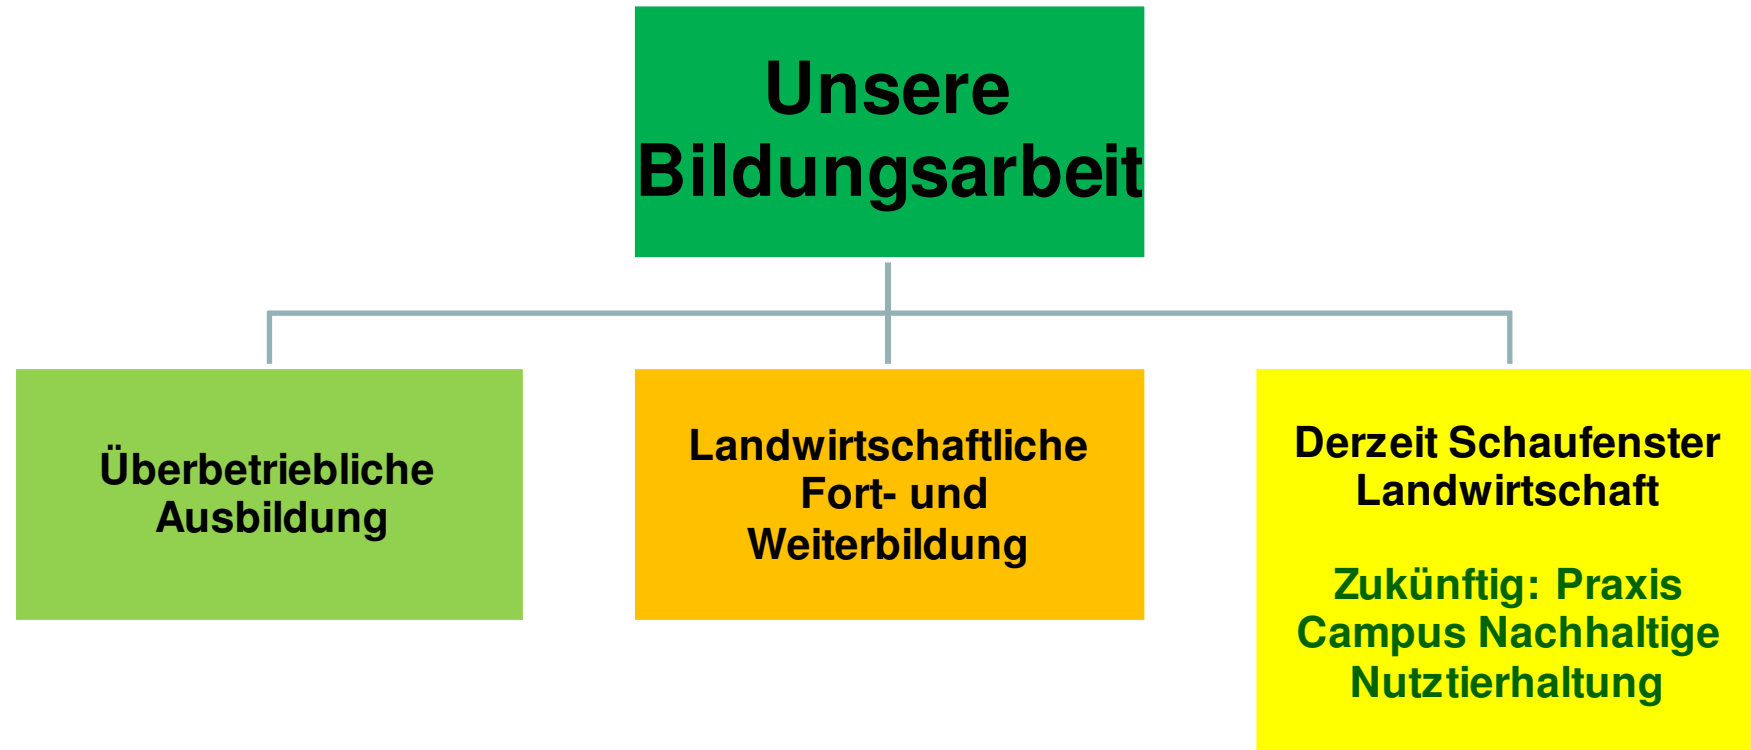 Unsere
Bildungsarbeit
Überbetriebliche
Ausbildung
Landwirtschaftliche
Fort- und
Weiterbildung
Derzeit Schaufenster
Landwirtschaft
Zukünftig: Praxis
Campus Nachhaltige
Nutztierhaltung